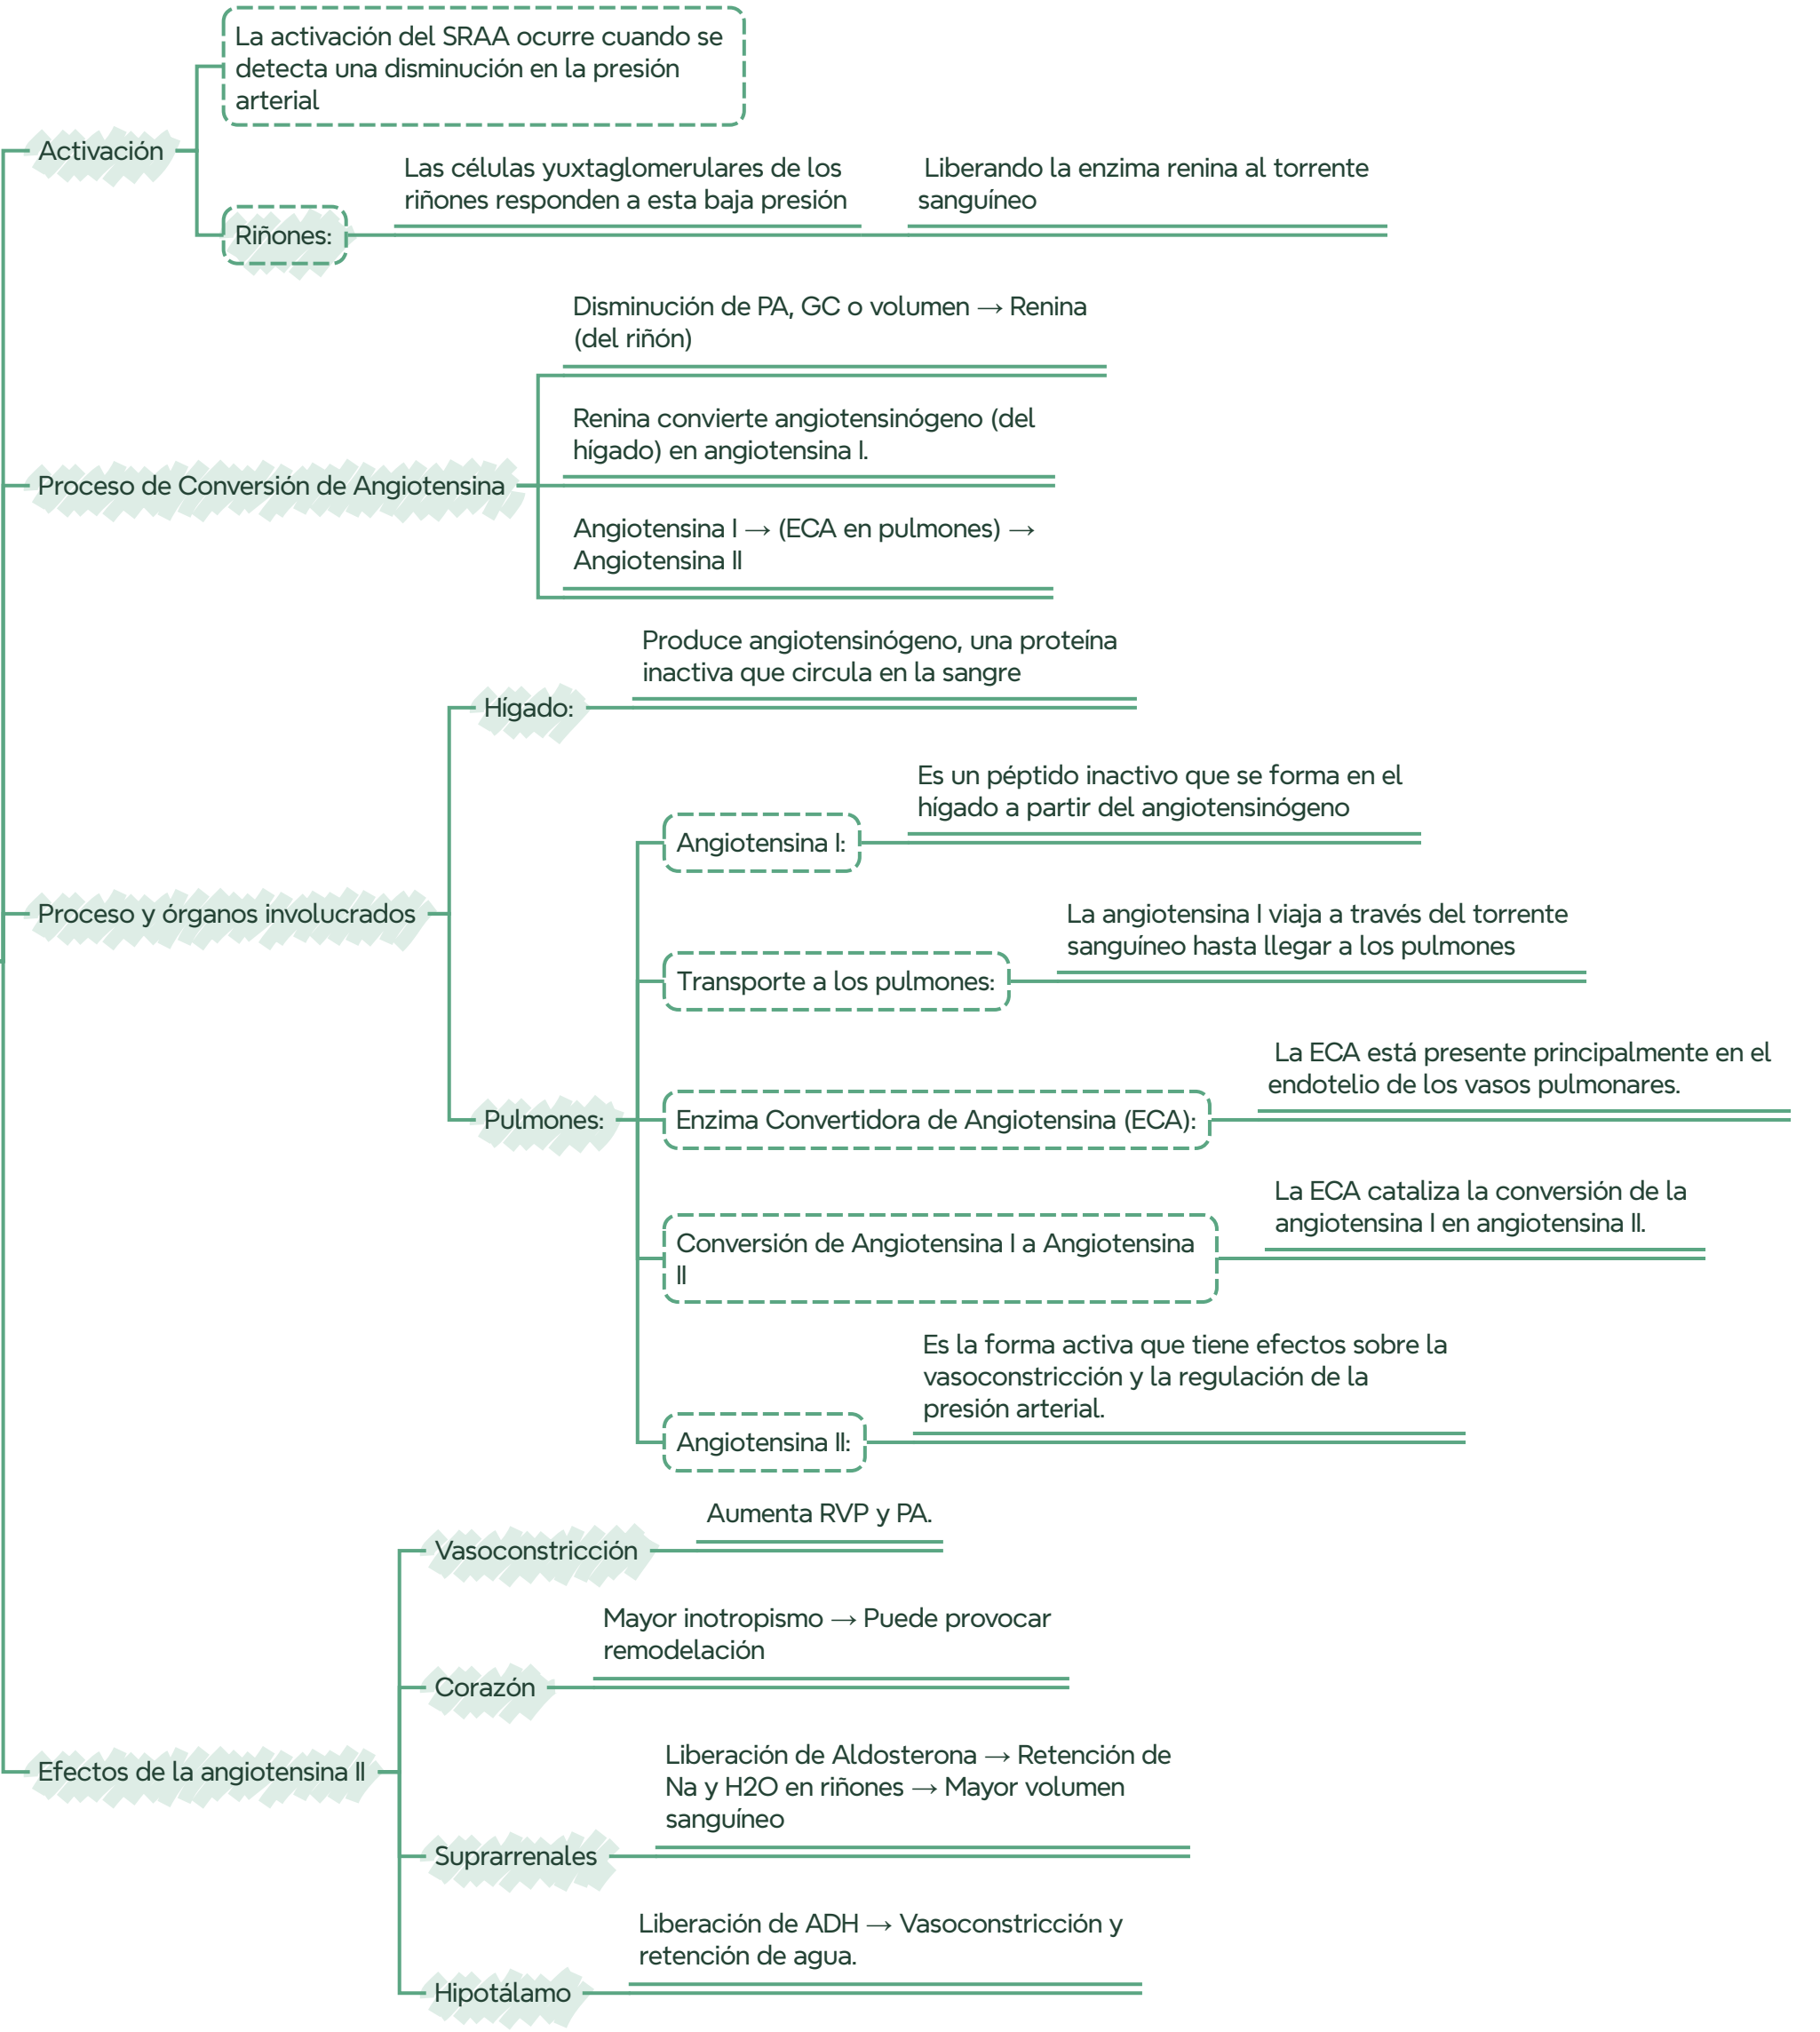 La activación del SRAA ocurre cuando se
detecta una disminución en la presión
arterial
Activación
Las células yuxtaglomerulares de los
riñones responden a esta baja presión
Liberando la enzima renina al torrente
sanguíneo
Riñones:
Disminución de PA, GC o volumen → Renina
(del riñón)
Renina convierte angiotensinógeno (del
hígado) en angiotensina I.
Proceso de Conversión de Angiotensina
Angiotensina I → (ECA en pulmones) →
Angiotensina II
Produce angiotensinógeno, una proteína
inactiva que circula en la sangre
Hígado:
Es un péptido inactivo que se forma en el
hígado a partir del angiotensinógeno
Angiotensina I:
Proceso y órganos involucrados
La angiotensina I viaja a través del torrente
sanguíneo hasta llegar a los pulmones
Transporte a los pulmones:
La ECA está presente principalmente en el
endotelio de los vasos pulmonares.
Pulmones:
Enzima Convertidora de Angiotensina (ECA):
La ECA cataliza la conversión de la
angiotensina I en angiotensina II.
Conversión de Angiotensina I a Angiotensina
II
Es la forma activa que tiene efectos sobre la
vasoconstricción y la regulación de la
presión arterial.
Angiotensina II:
Aumenta RVP y PA.
Vasoconstricción
Mayor inotropismo → Puede provocar
remodelación
Corazón
Efectos de la angiotensina II
Liberación de Aldosterona → Retención de
Na y H2O en riñones → Mayor volumen
sanguíneo
Suprarrenales
Liberación de ADH → Vasoconstricción y
retención de agua.
Hipotálamo